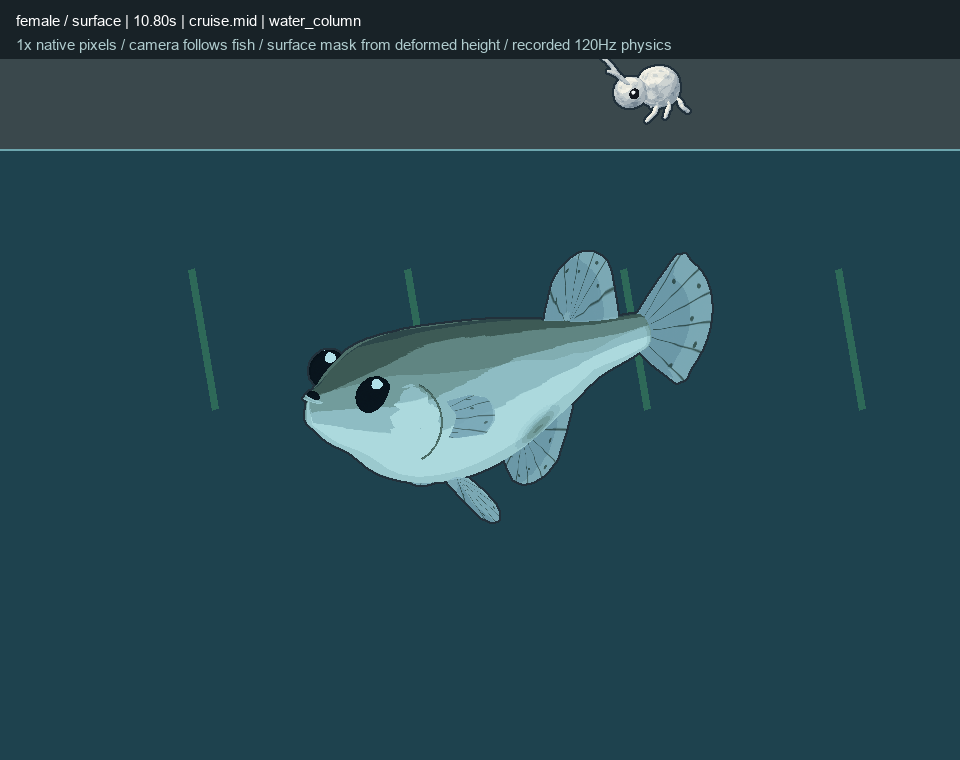 female / surface | 10.80s | cruise.mid | water_column
1x native pixels / camera follows fish / surface mask from deformed height / recorded 120Hz physics